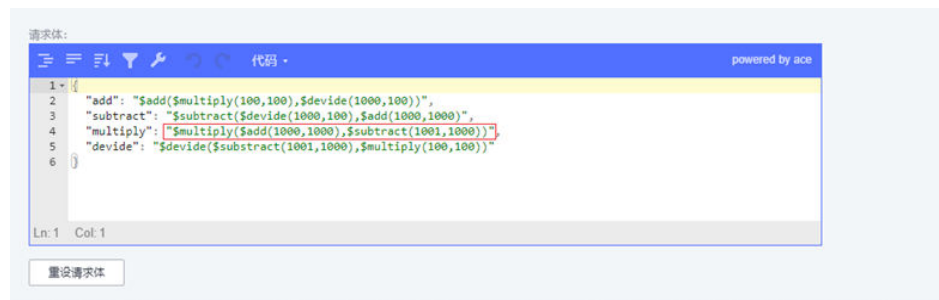 请求体:
代码
powered by ace
1 {
2 "add": "$add($multiply(100,100),$devide(1000,100))",
3 "subtract": "$subtract($devide(1000,100),$add(1000,1000)",
4 "multiply": "$multiply($add(1000,1000),$subtract(1001,1000))",
5 "devide": "$devide($substract(1001,1000),$multiply(100,100))"
6 }
Ln: 1 Col: 1
重设请求体